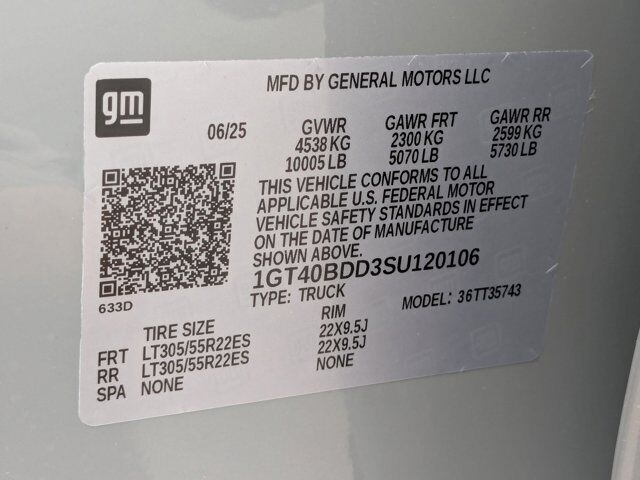 gm
MFD BY GENERAL MOTORS LLC
06/25 GVWR GAWR FRT GAWR RR
4538 KG 2300 KG 2599 KG
10005 LB 5070 LB 5730 LB
THIS VEHICLE CONFORMS TO ALL
APPLICABLE U.S. FEDERAL MOTOR
VEHICLE SAFETY STANDARDS IN EFFECT
ON THE DATE OF MANUFACTURE
SHOWN ABOVE.
1GT40BDD3SU120106
633D
TYPE: TRUCK MODEL: 36TT35743
TIRE SIZE RIM
FRT LT305/55R22ES 22X9.5J
RR LT305/55R22ES 22X9.5J
SPA NONE NONE